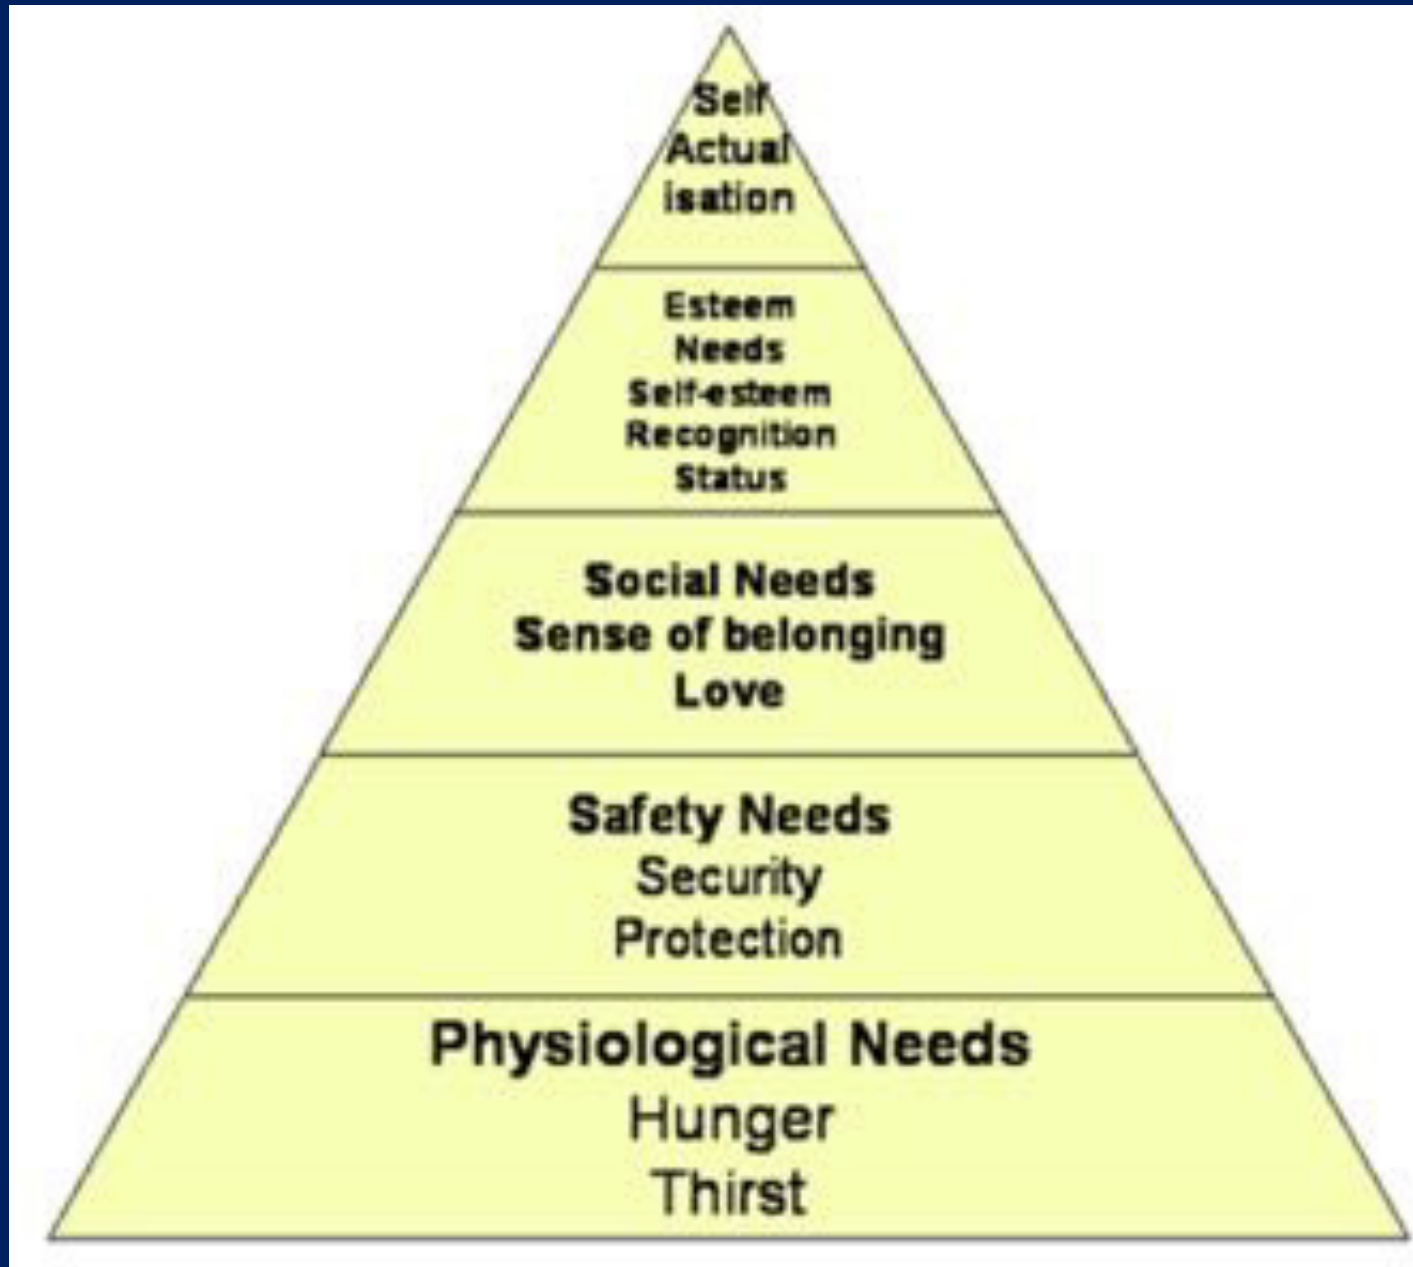 Self
Actual
isation
Esteem
Needs
Self-esteem
Recognition
Status
Social Needs
Sense of belonging
Love
Safety Needs
Security
Protection
Physiological Needs
Hunger
Thirst